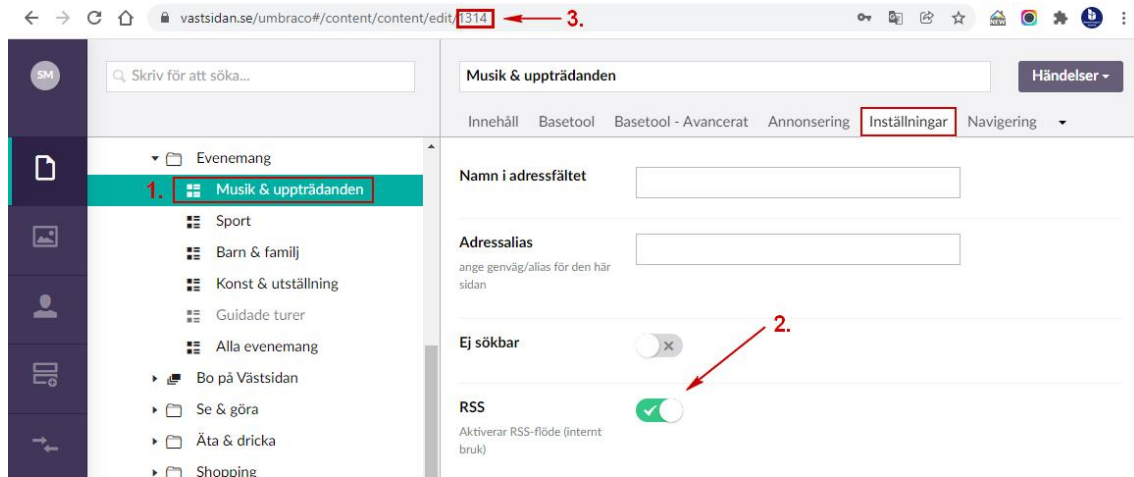 vastsidan.se/umbraco#/content/content/edit/1314
3.
NEW
SM
Skriv för att söka...
Musik & uppträdanden
Händelser
Innehåll Basetool Basetool - Avancerat Annonsering Inställningar Navigering
Evenemang
1. Musik & uppträdanden
Sport
Barn & familj
Konst & utställning
Guidade turer
Alla evenemang
Bo på Västsidan
Se & göra
Äta & dricka
Shopping
Namn i adressfältet
Adressalias
ange genväg/alias för den här
sidan
Ej sökbar
2.
RSS
Aktiverar RSS-flöde (internt
bruk)